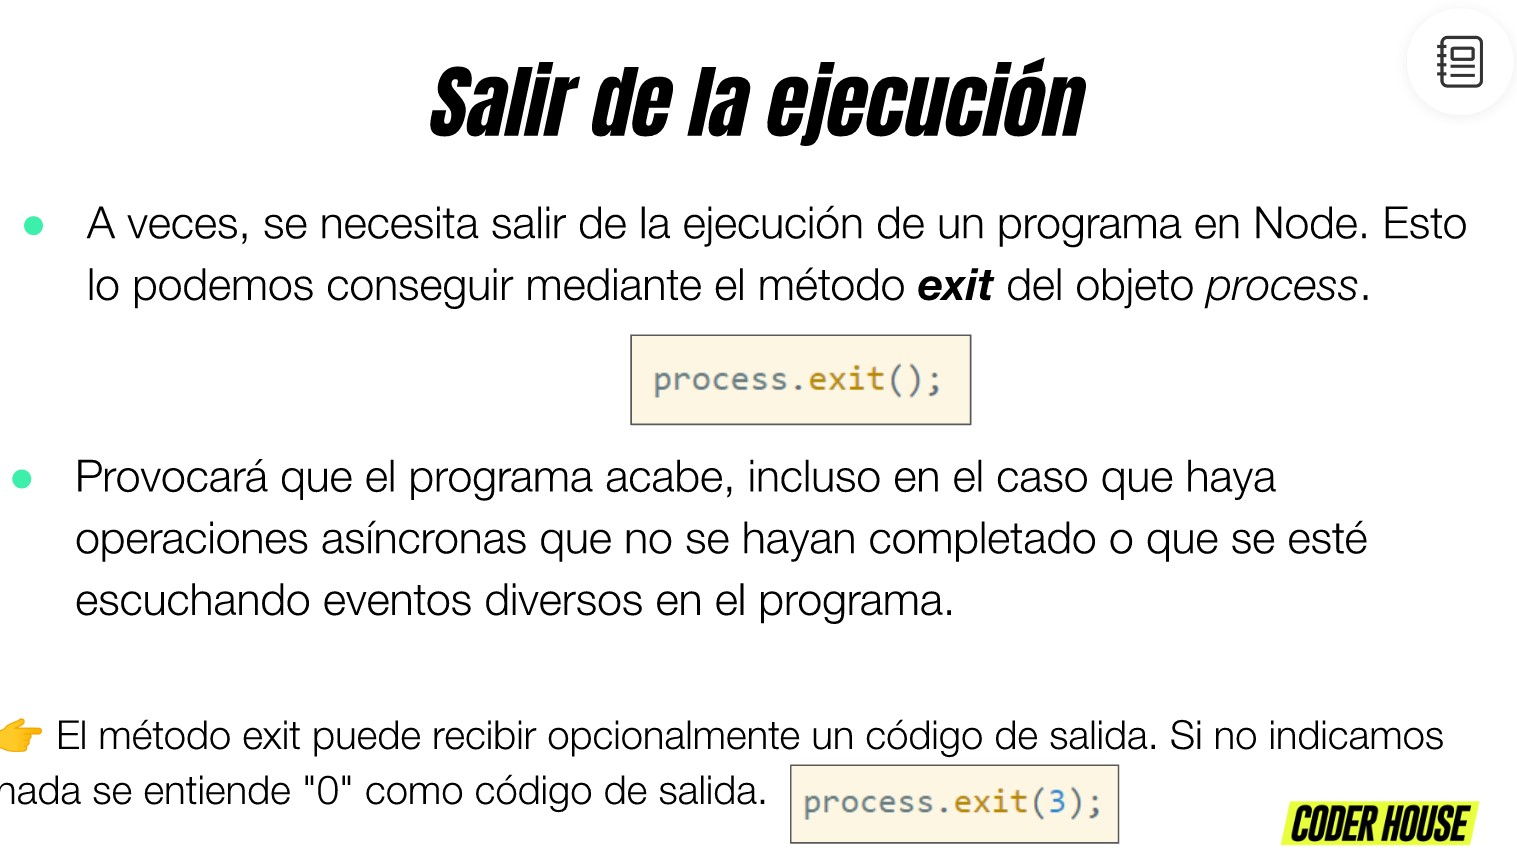 Salir de la ejecución
● A veces, se necesita salir de la ejecución de un programa en Node. Esto
lo podemos conseguir mediante el método exit del objeto process.
process.exit();
● Provocará que el programa acabe, incluso en el caso que haya
operaciones asíncronas que no se hayan completado o que se esté
escuchando eventos diversos en el programa.
👉 El método exit puede recibir opcionalmente un código de salida. Si no indicamos
nada se entiende "0" como código de salida.
process.exit(3);
CODER HOUSE